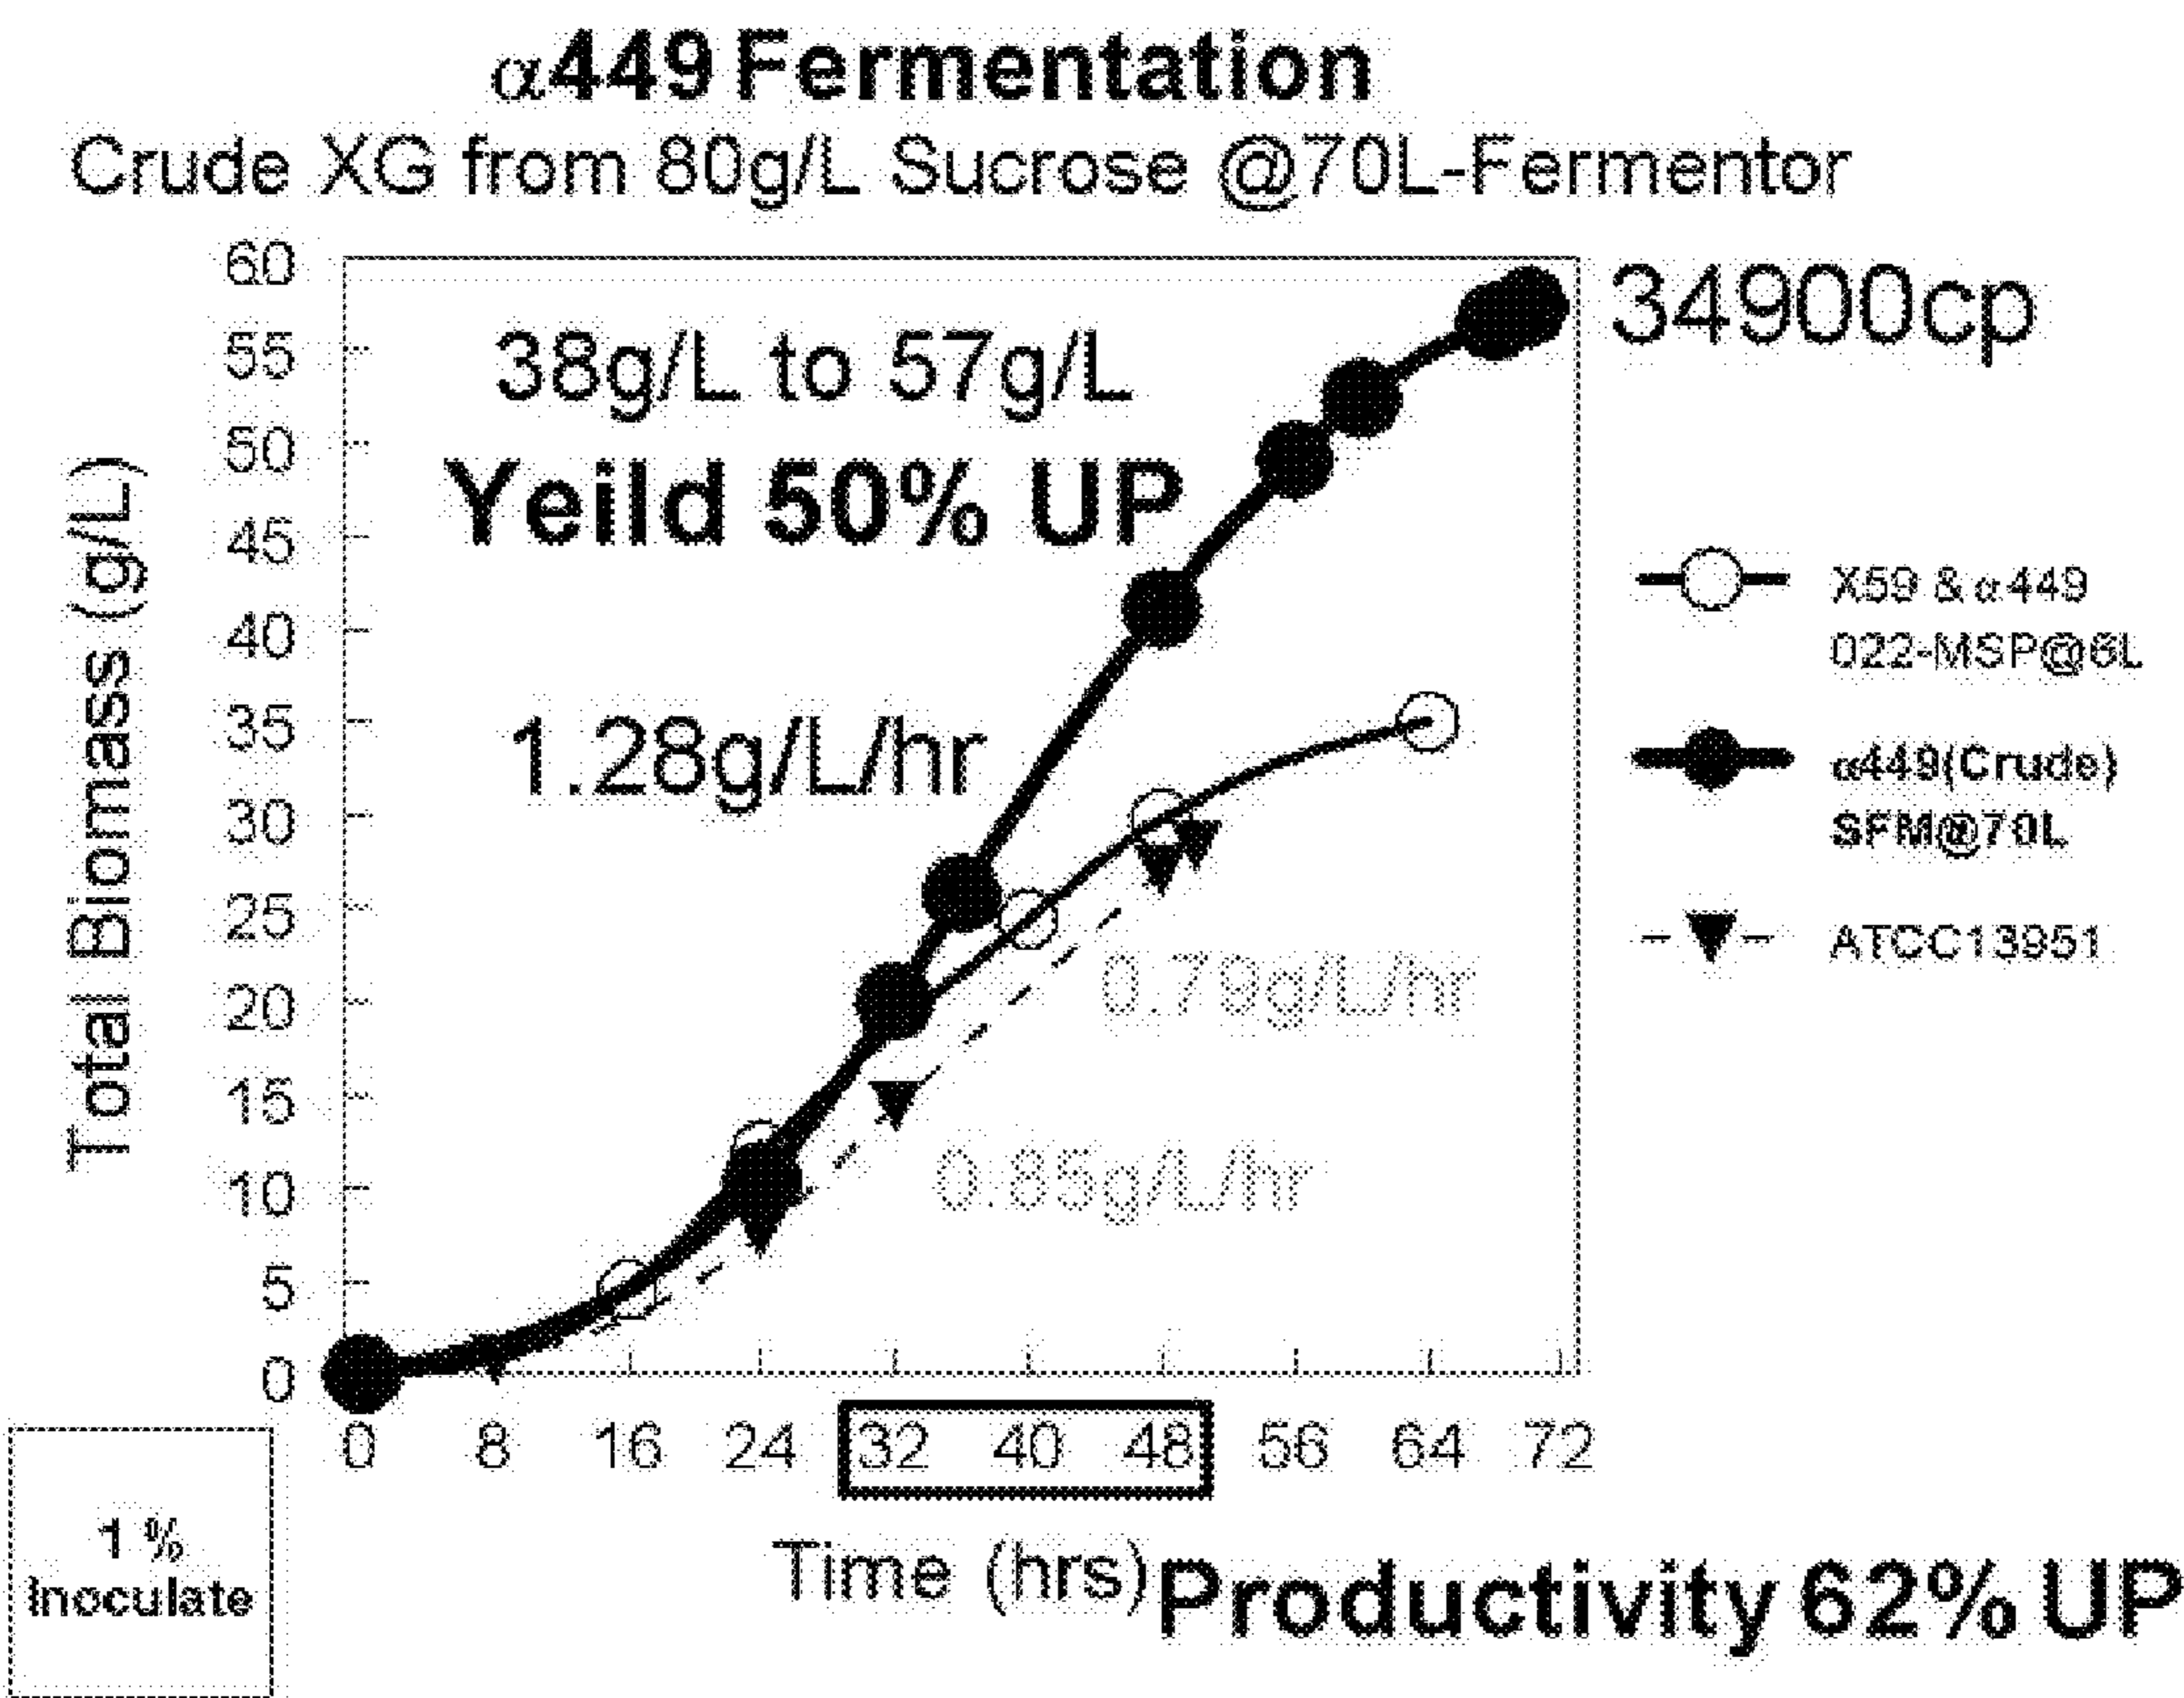 α449 Fermentation
Crude XG from 80g/L Sucrose @70L-Fermentor
Total Biomass (g/L)
60
55
50
45
40
35
30
25
20
15
10
5
0
38g/L to 57g/L
Yeild 50% UP
1.28g/L/hr
0.79g/L/hr
0.85g/L/hr
34900cp
X59 & α449
022-MSP@6L
α449(Crude)
SFM@70L
ATCC13951
0 8 16 24 32 40 48 56 64 72
Time (hrs)
Productivity 62% UP
1 %
Inoculate